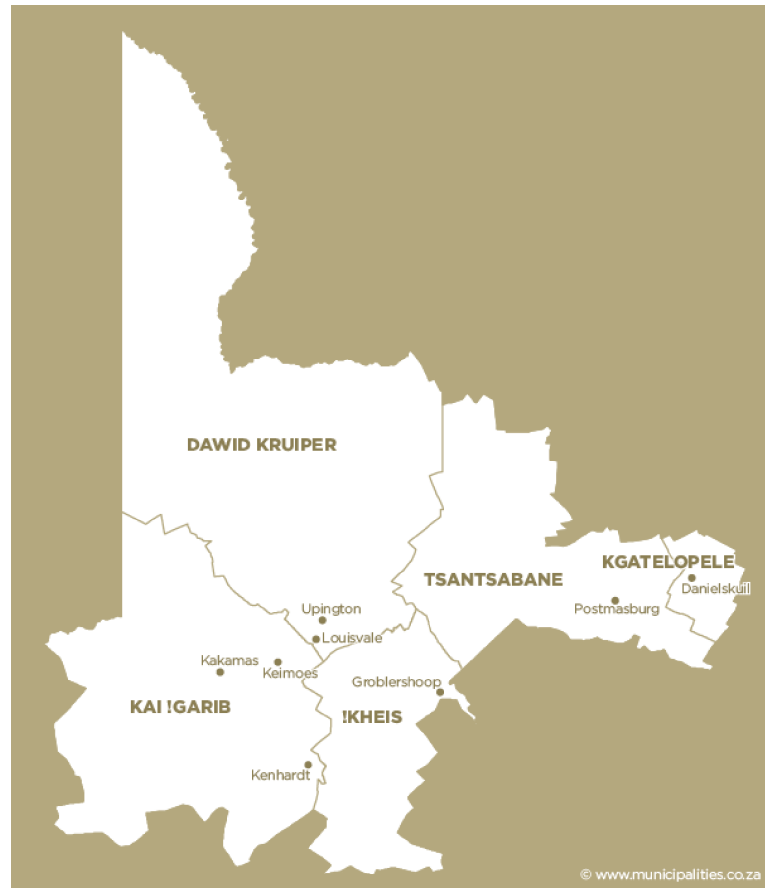 DAWID KRUIPER
KGATELOPELE
TSANTSABANE
Danielskuil
Upington
Postmasburg
Louisvale
Kakamas
Keimoes
Groblershoop
KAI !GARIB
!KHEIS
Kenhardt
© www.municipalities.co.za